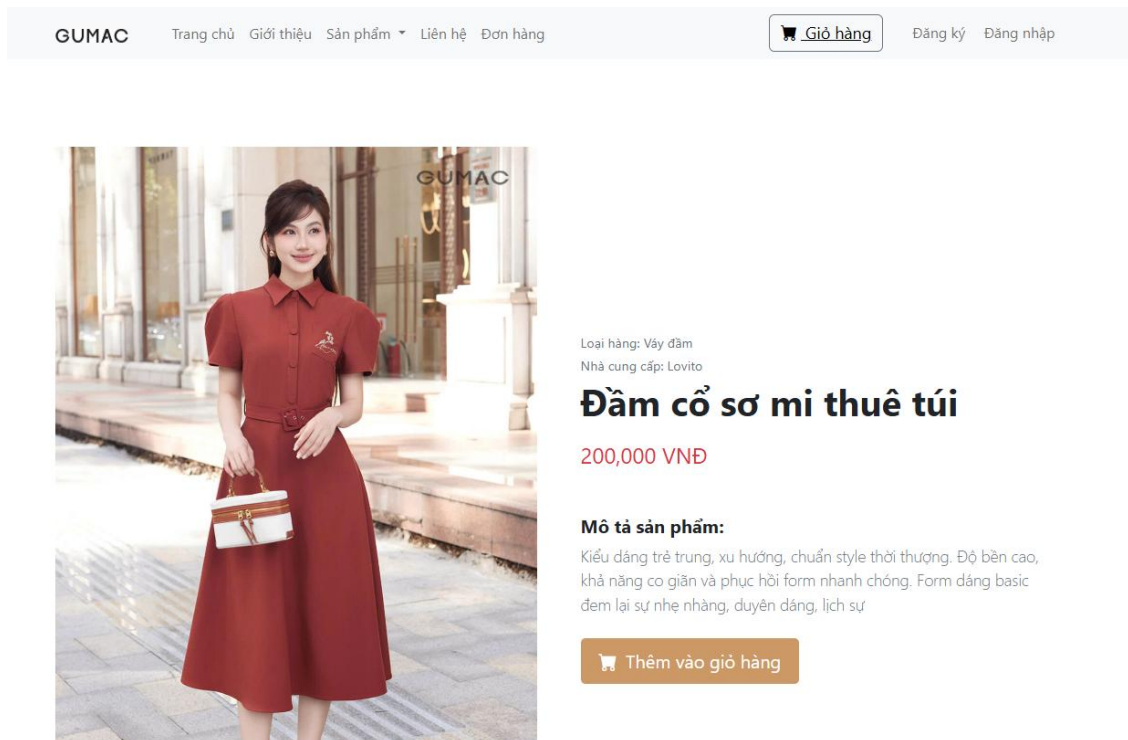 GUMAC Trang chủ Giới thiệu Sản phẩm Liên hệ Đơn hàng Giỏ hàng Đăng ký Đăng nhập
GUMAC
Loại hàng: Váy đầm
Nhà cung cấp: Lovito
Đầm cổ sơ mi thuê túi
200,000 VNĐ
Mô tả sản phẩm:
Kiểu dáng trẻ trung, xu hướng, chuẩn style thời thượng. Độ bền cao,
khả năng co giãn và phục hồi form nhanh chóng. Form dáng basic
đem lại sự nhẹ nhàng, duyên dáng, lịch sự
Thêm vào giỏ hàng